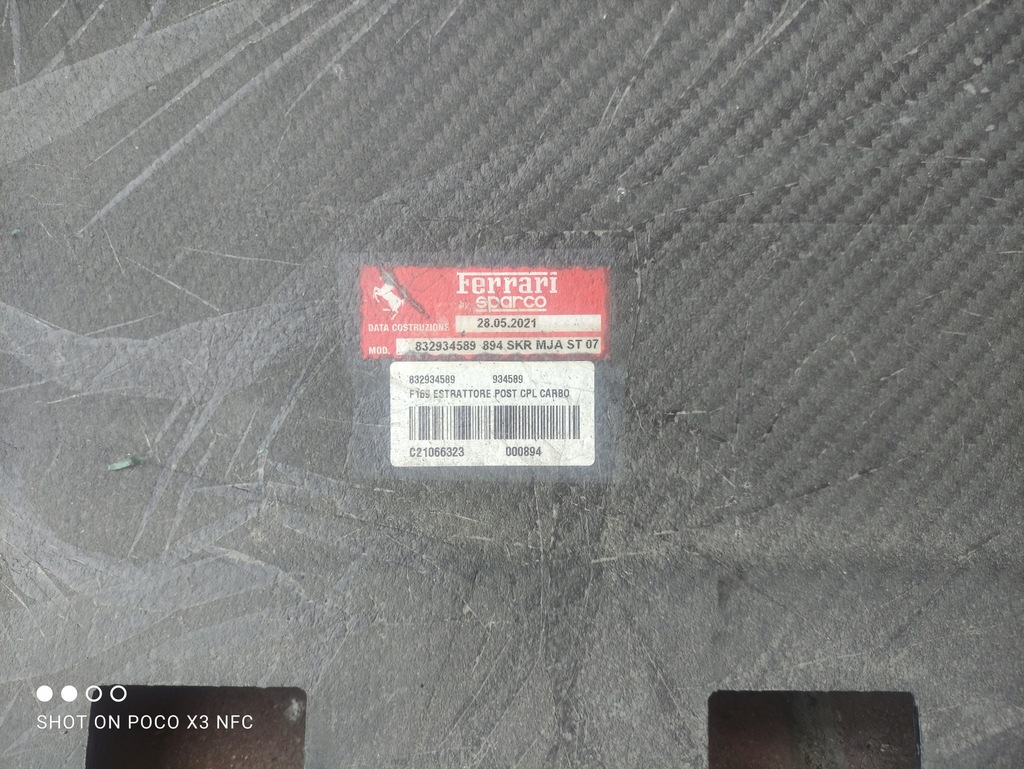 Ferrari
by sparco
DATA COSTRUZIONE 28.05.2021
MOD. 832934589 894 SKR MJA ST 07
832934589 934589
F169 ESTRATTORE POST CPL CARBO
C21066323 000894
SHOT ON POCO X3 NFC